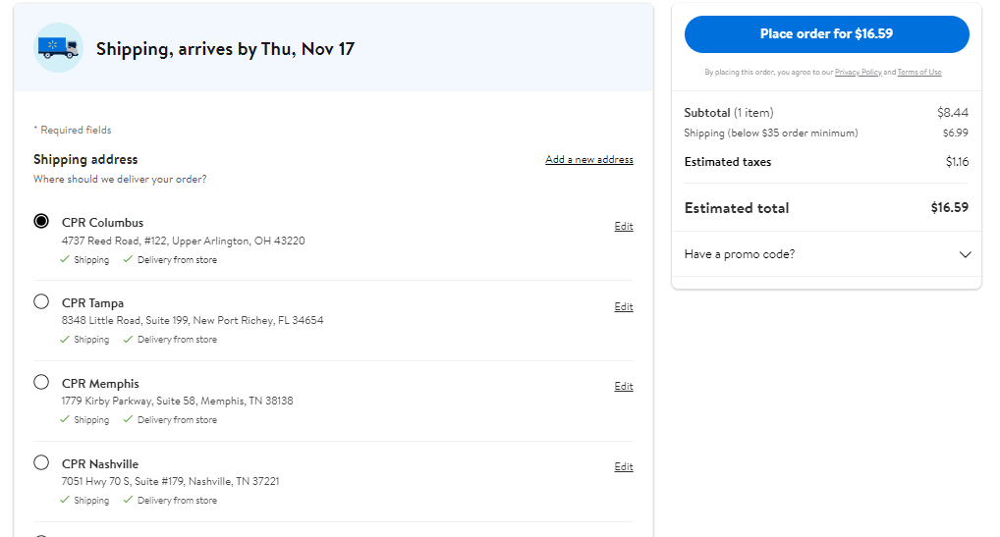 Shipping, arrives by Thu, Nov 17
* Required fields
Shipping address
Add a new address
Where should we deliver your order?
CPR Columbus
Edit
4737 Reed Road, #122, Upper Arlington, OH 43220
Shipping Delivery from store
CPR Tampa
Edit
8348 Little Road, Suite 199, New Port Richey, FL 34654
Shipping Delivery from store
CPR Memphis
Edit
1779 Kirby Parkway, Suite 58, Memphis, TN 38138
Shipping Delivery from store
CPR Nashville
Edit
7051 Hwy 70 S, Suite #179, Nashville, TN 37221
Shipping Delivery from store
Place order for $16.59
By placing this order, you agree to our Privacy Policy and Terms of Use
Subtotal (1 item) $8.44
Shipping (below $35 order minimum) $6.99
Estimated taxes $1.16
Estimated total $16.59
Have a promo code?